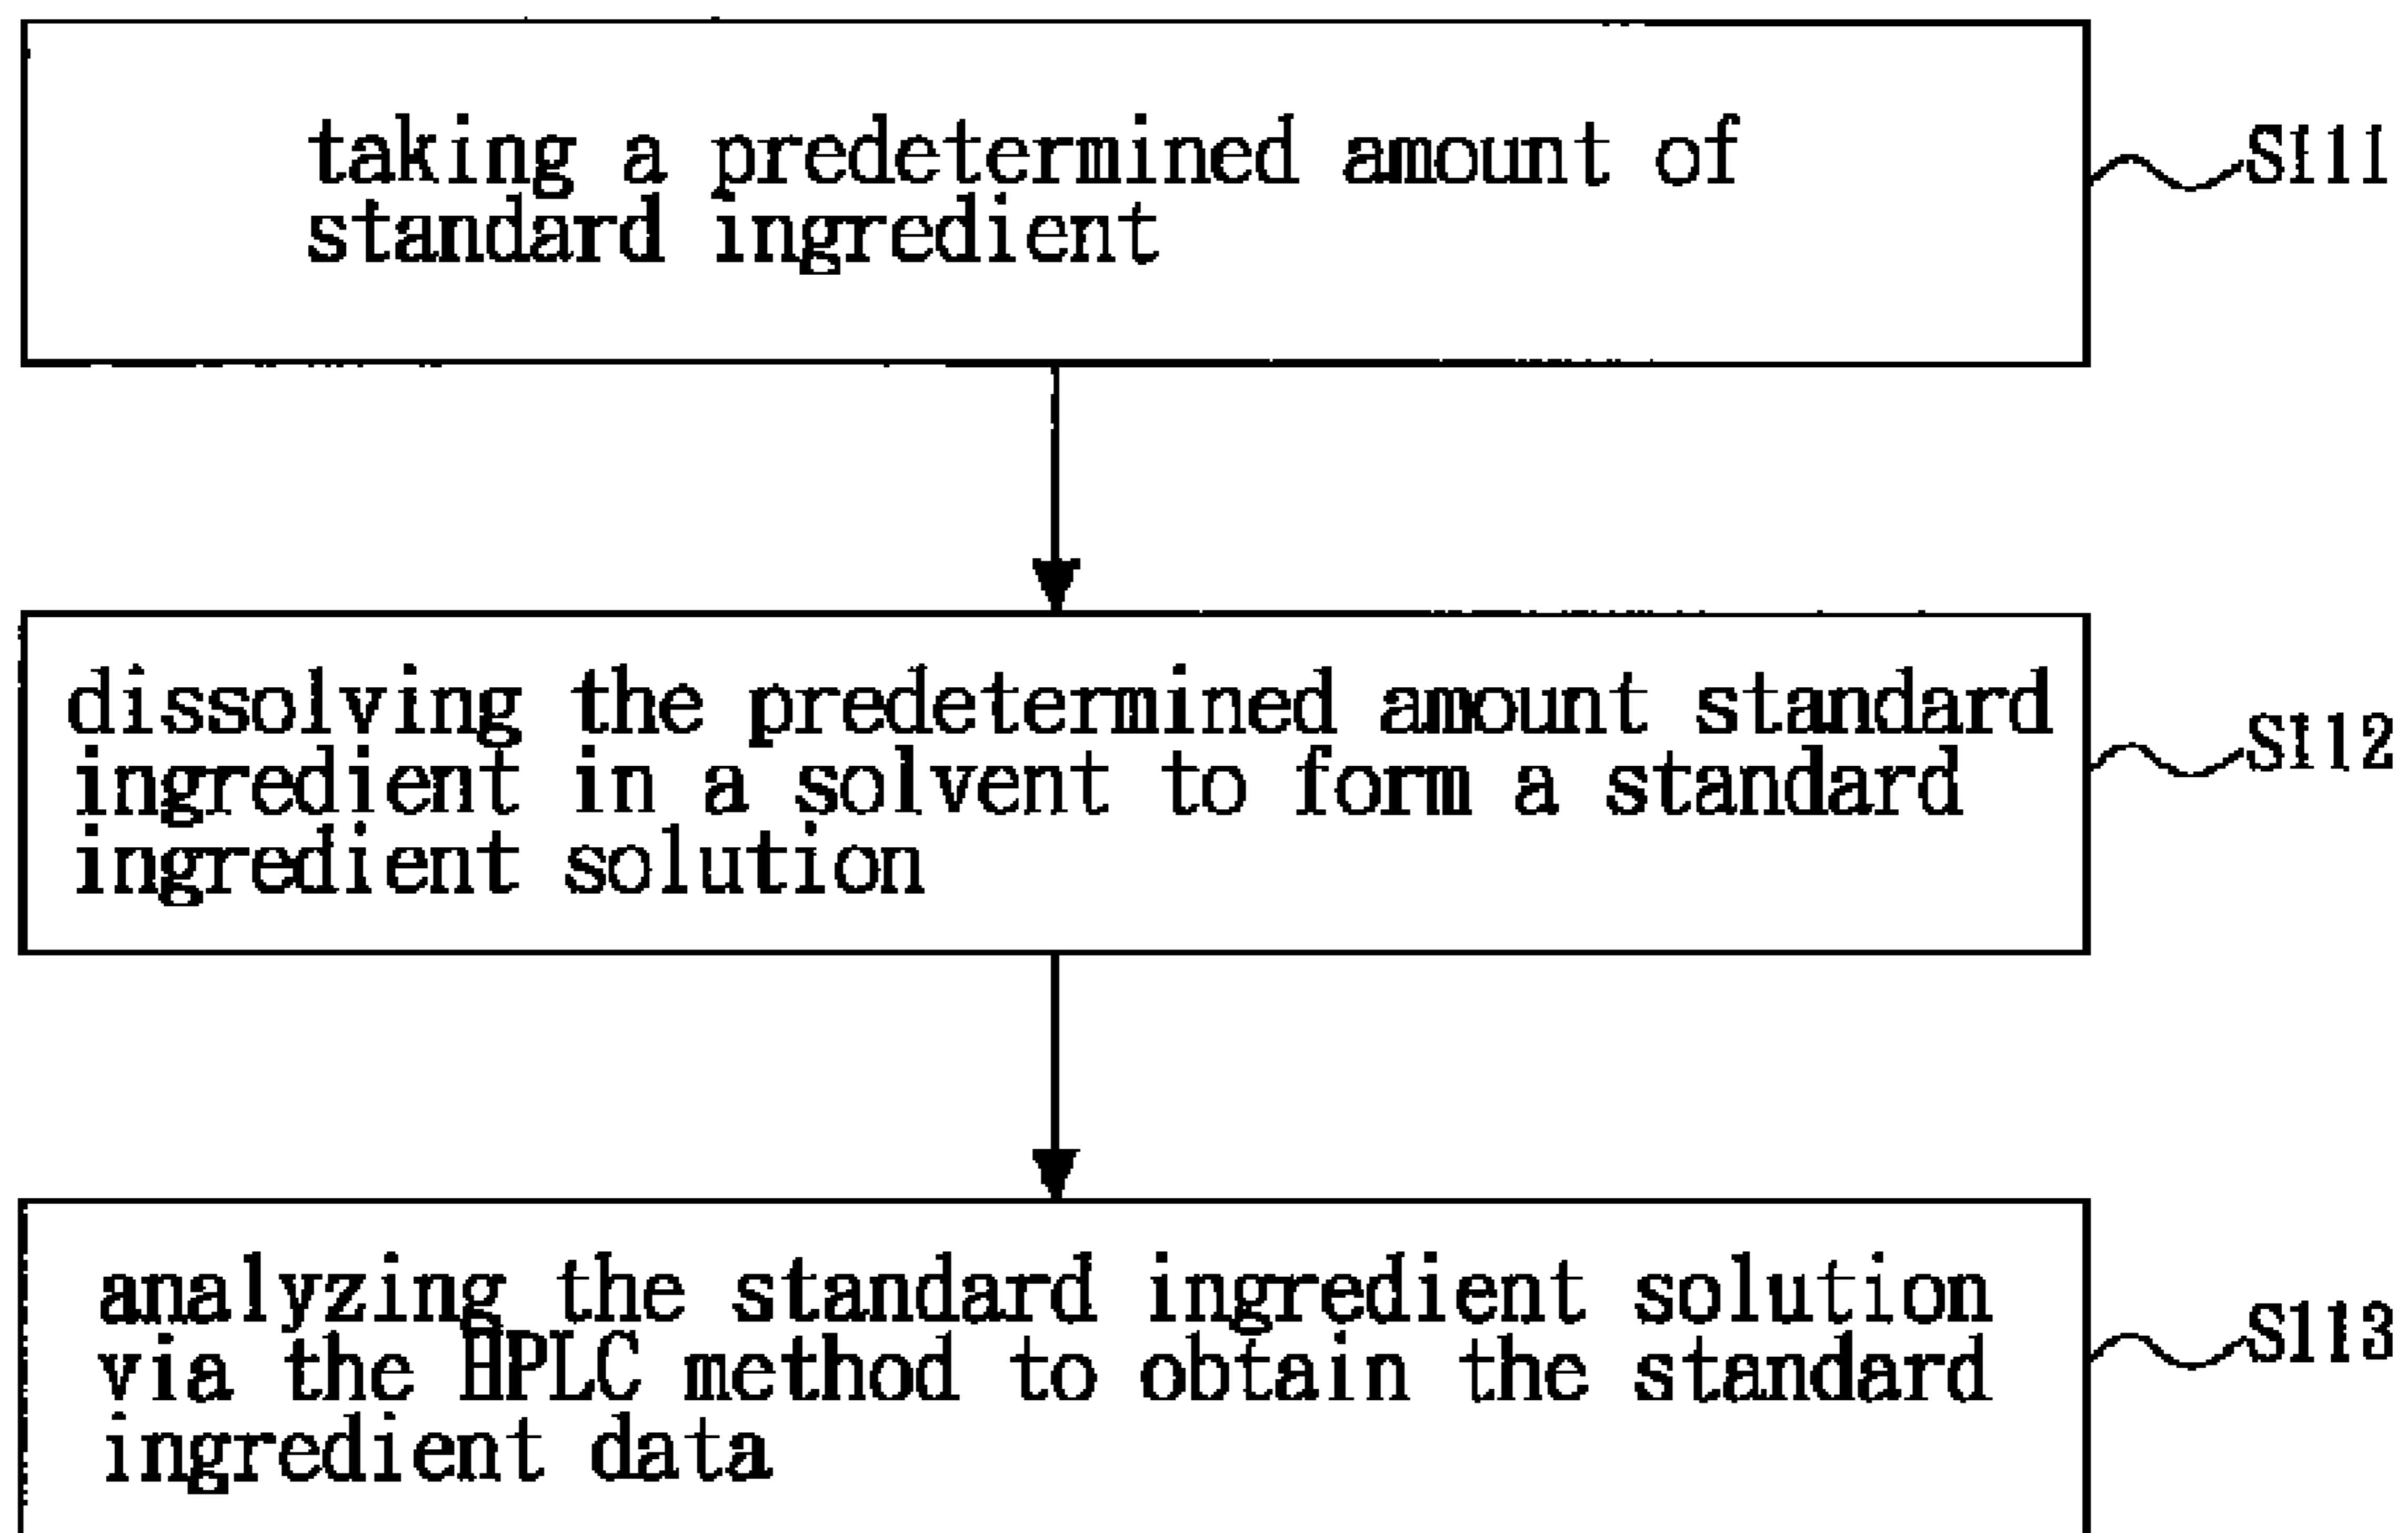 taking a predetermined amount of
standard ingredient
S111
dissolving the predetermined amount standard
ingredient in a solvent to form a standard
ingredient solution
S112
analyzing the standard ingredient solution
via the HPLC method to obtain the standard
ingredient data
S113